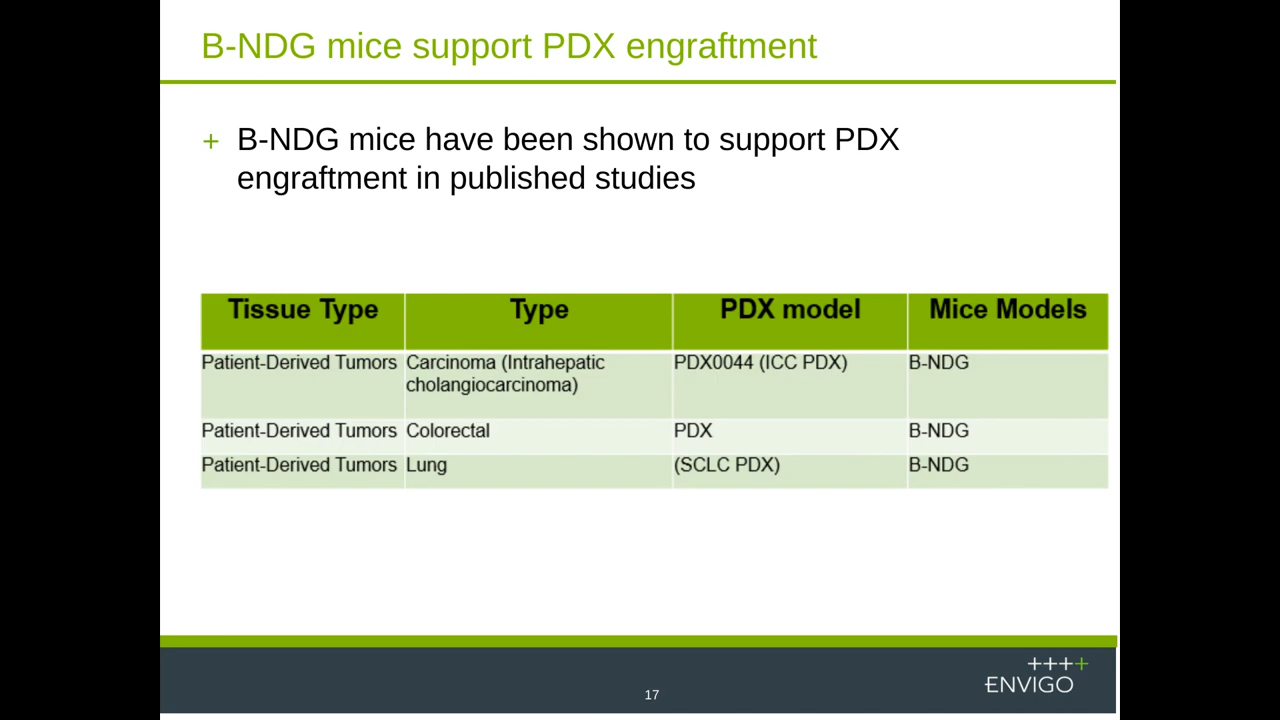 B-NDG mice support PDX engraftment
+ B-NDG mice have been shown to support PDX
engraftment in published studies
Tissue Type Type PDX model Mice Models
Patient-Derived Tumors Carcinoma (Intrahepatic PDX0044 (ICC PDX) B-NDG
cholangiocarcinoma)
Patient-Derived Tumors Colorectal PDX B-NDG
Patient-Derived Tumors Lung (SCLC PDX) B-NDG
++++
ENVIGO
17